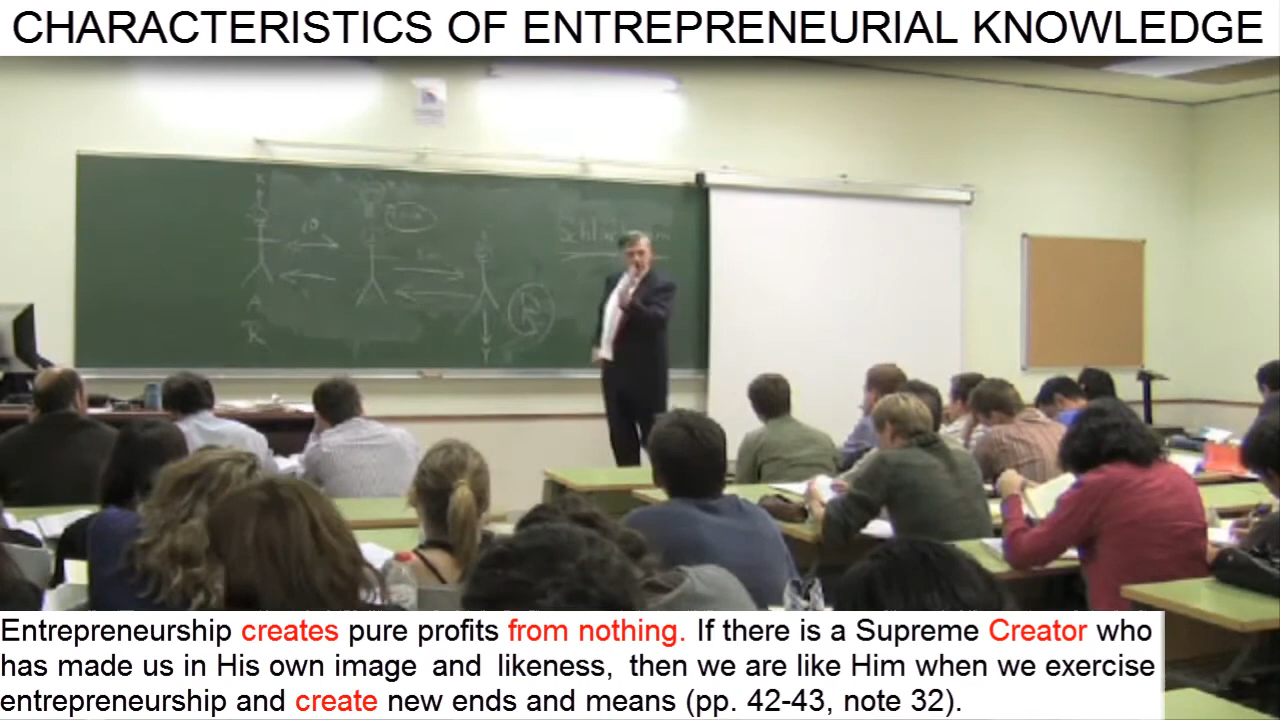 CHARACTERISTICS OF ENTREPRENEURIAL KNOWLEDGE
A
R
Entrepreneurship creates pure profits from nothing. If there is a Supreme Creator who
has made us in His own image and likeness, then we are like Him when we exercise
entrepreneurship and create new ends and means (pp. 42-43, note 32).